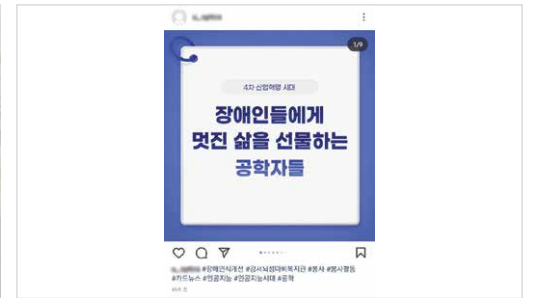 1/9
4차 산업혁명 시대
장애인들에게
멋진 삶을 선물하는
공학자들
#장애인식개선 #강서뇌성마비복지관 #봉사 #봉사활동
#카드뉴스 #인공지능 #인공지능시대 #공학